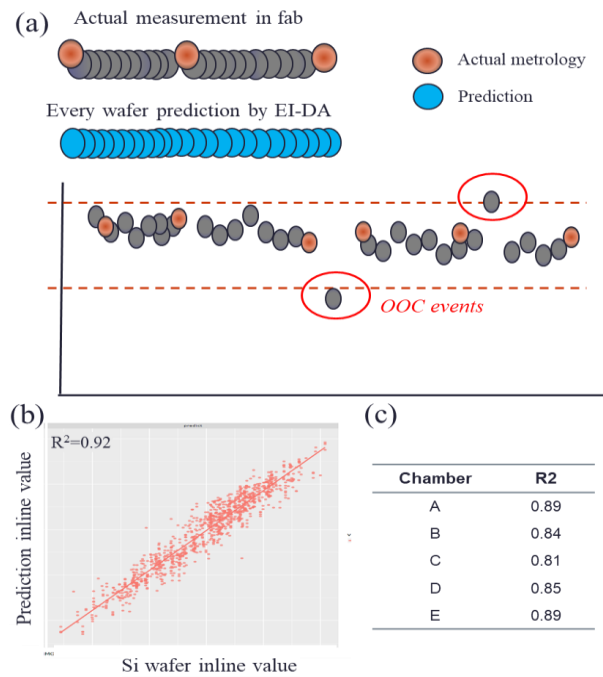 (a)
Actual measurement in fab
Actual metrology
Every wafer prediction by EI-DA
Prediction
OOC events
(b)
R²=0.92
Prediction inline value
Si wafer inline value
(c)
Chamber R2
A 0.89
B 0.84
C 0.81
D 0.85
E 0.89